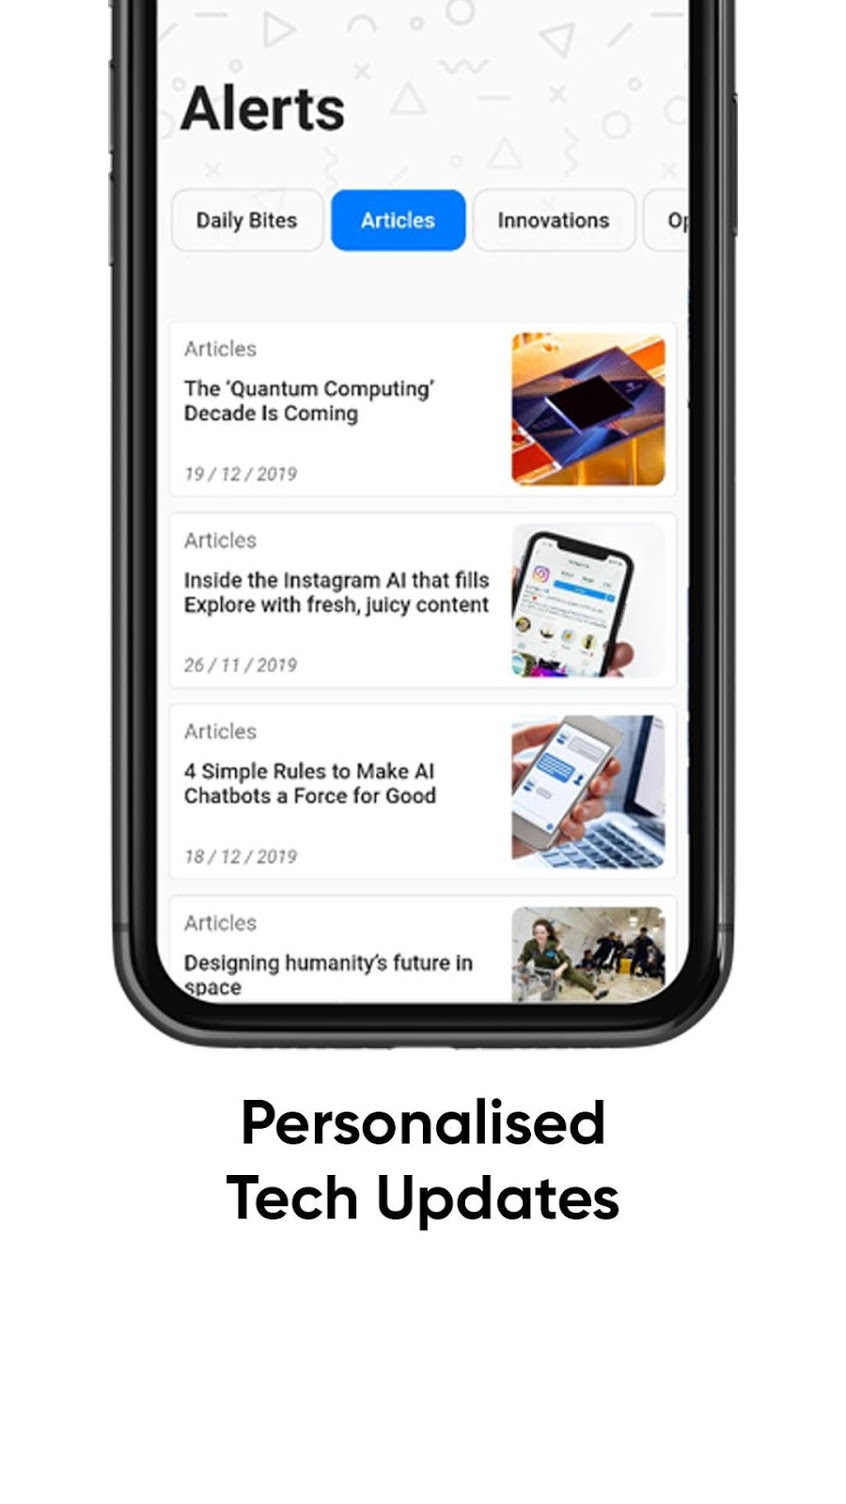 Alerts
Daily Bites
Articles
Innovations
Articles
The ‘Quantum Computing’
Decade Is Coming
19 / 12 / 2019
Articles
Inside the Instagram AI that fills
Explore with fresh, juicy content
26 / 11 / 2019
Articles
4 Simple Rules to Make AI
Chatbots a Force for Good
18 / 12 / 2019
Articles
Designing humanity’s future in
space
Personalised
Tech Updates